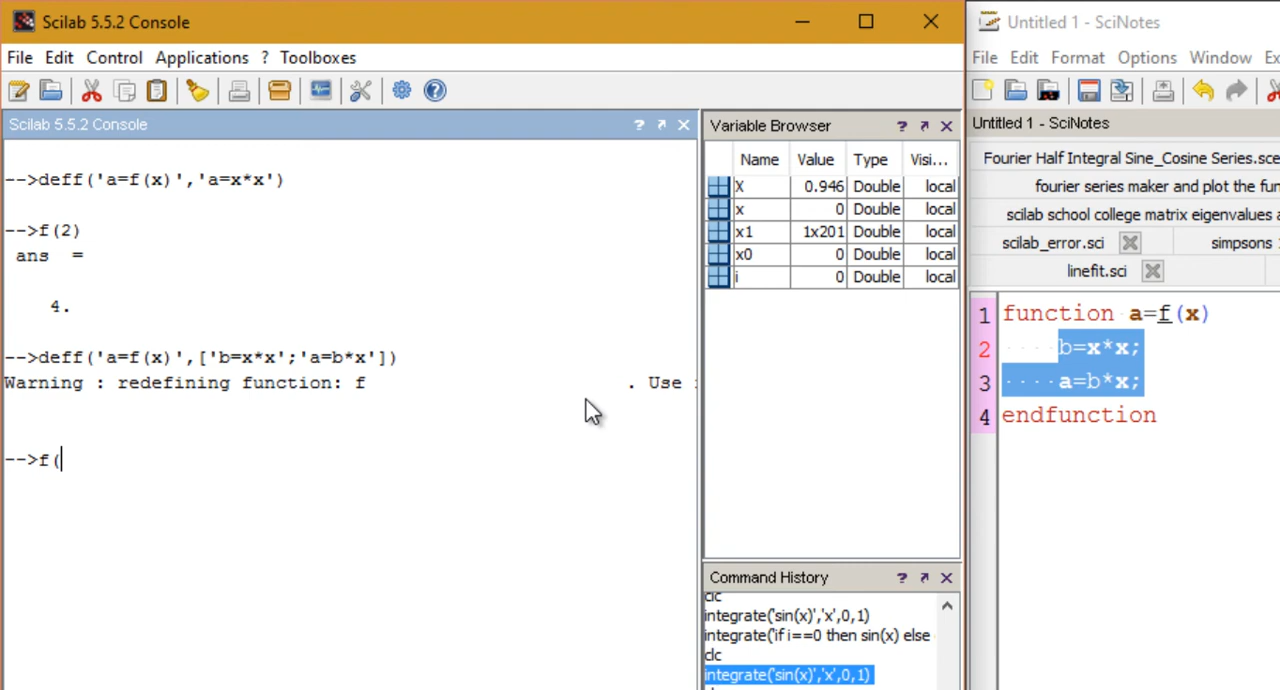 Scilab 5.5.2 Console
File Edit Control Applications ? Toolboxes
Scilab 5.5.2 Console
-->deff('a=f(x)','a=x*x')
-->f(2)
ans =
4.
-->deff('a=f(x)',['b=x*x';'a=b*x'])
Warning : redefining function: f . Use
-->f(
Variable Browser
Name Value Type Visi...
X 0.946 Double local
x 0 Double local
x1 1x201 Double local
x0 0 Double local
i 0 Double local
Command History
clc
integrate('sin(x)','x',0,1)
integrate('if i==0 then sin(x) else
clc
integrate('sin(x)','x',0,1)
Untitled 1 - SciNotes
File Edit Format Options Window Ex
Untitled 1 - SciNotes
Fourier Half Integral Sine_Cosine Series.sce
fourier series maker and plot the fun
scilab school college matrix eigenvalues a
scilab_error.sci simpsons
linefit.sci
1 function a=f(x)
2 b=x*x;
3 a=b*x;
4 endfunction